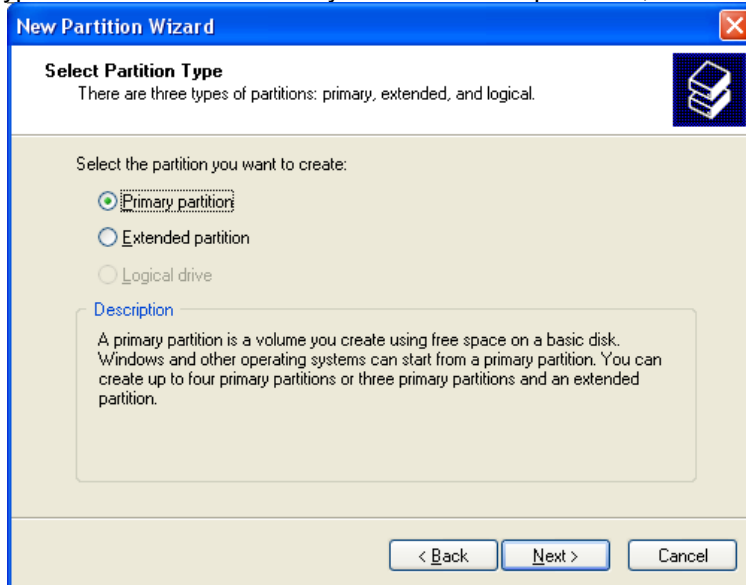 New Partition Wizard
Select Partition Type
There are three types of partitions: primary, extended, and logical.
Select the partition you want to create:
Primary partition
Extended partition
Logical drive
Description
A primary partition is a volume you create using free space on a basic disk.
Windows and other operating systems can start from a primary partition. You can
create up to four primary partitions or three primary partitions and an extended
partition.
< Back
Next >
Cancel